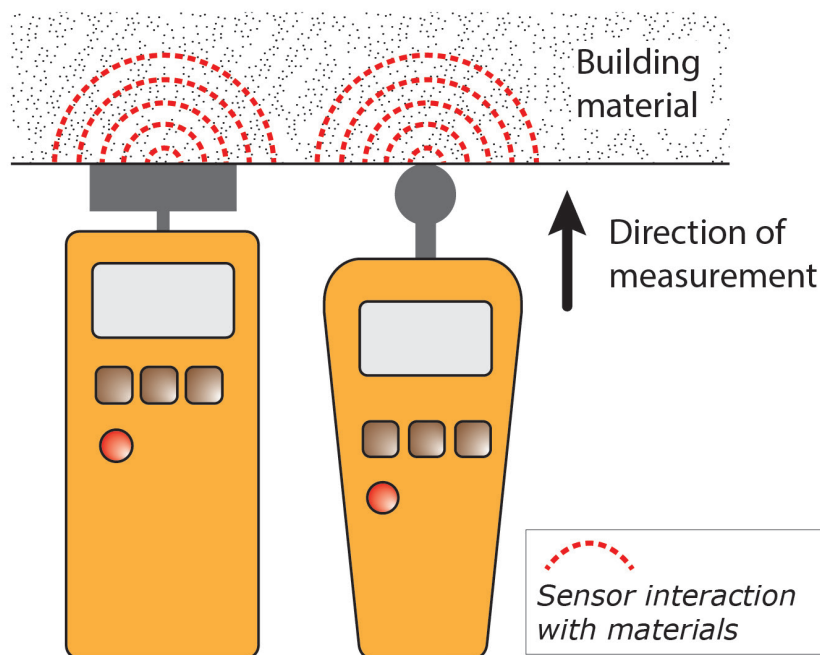 Building
material
Direction of
measurement
Sensor interaction
with materials